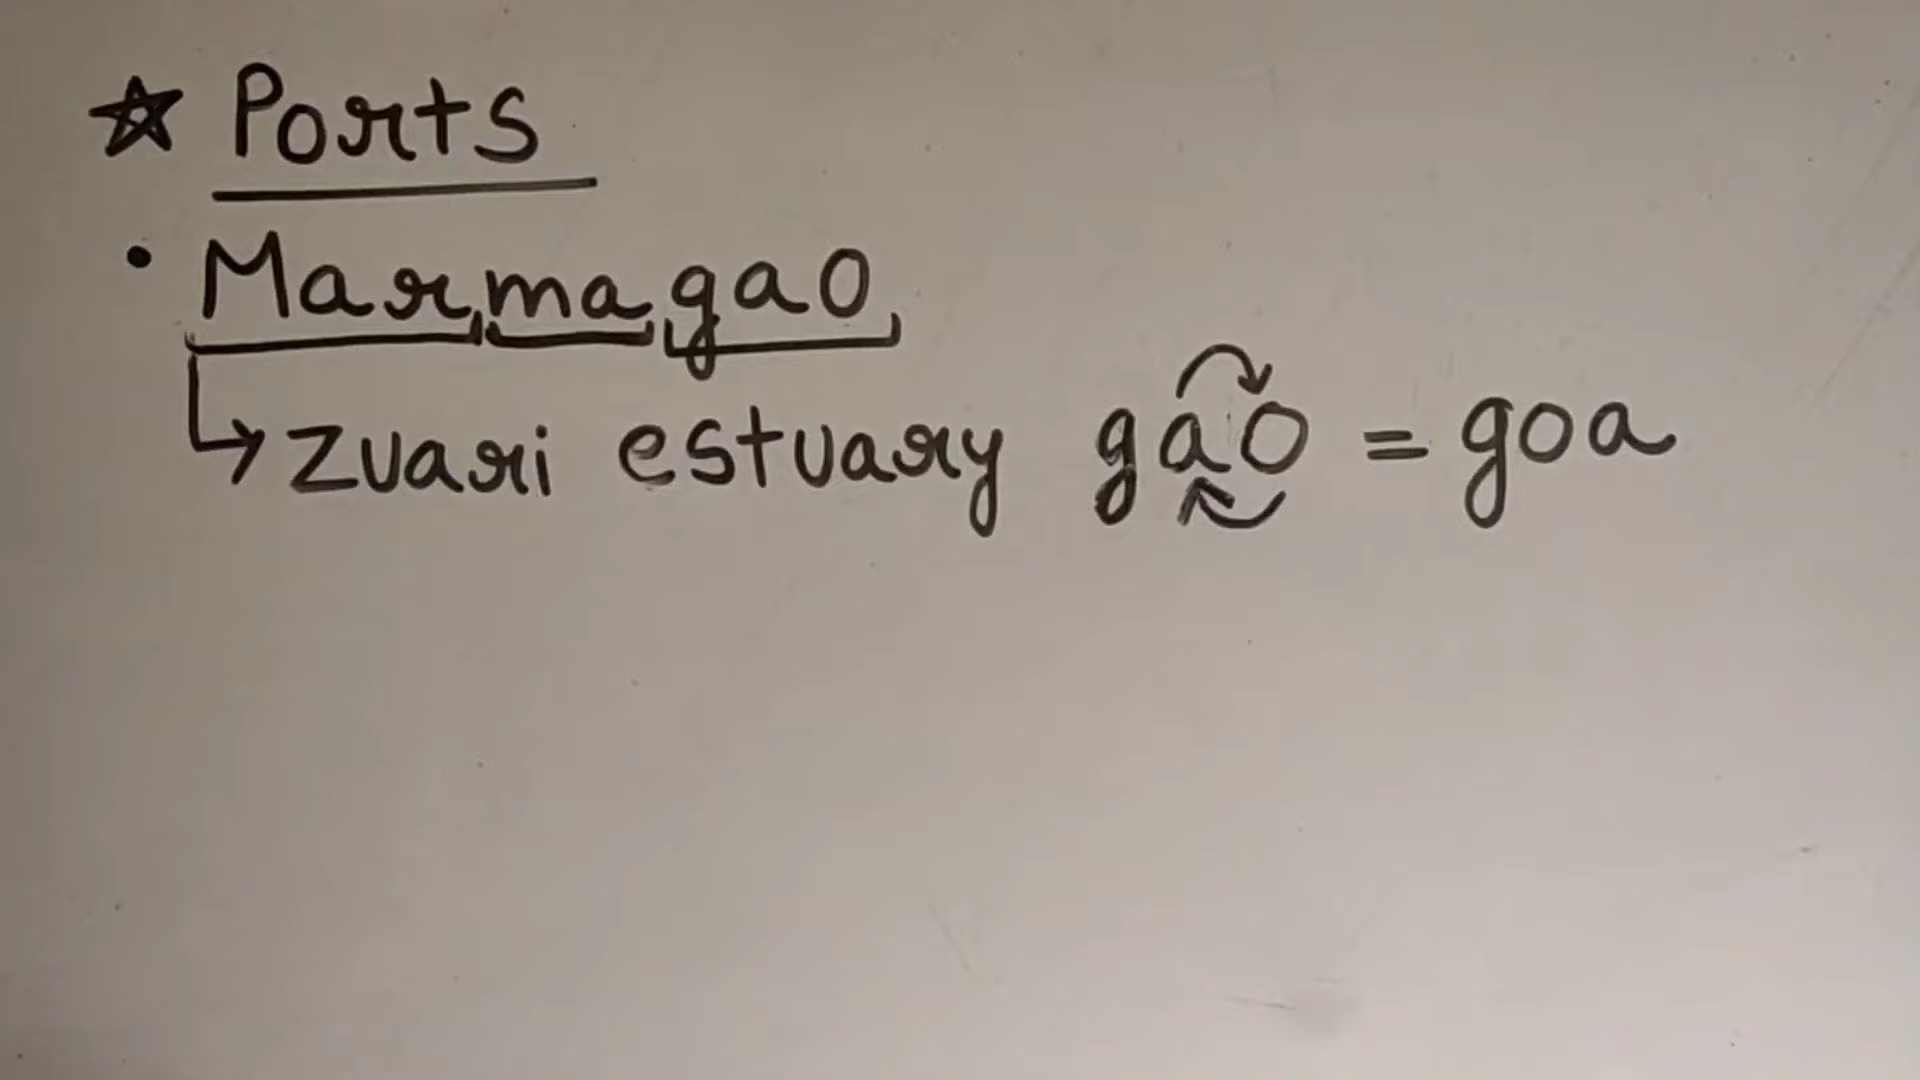 ☆ Ports
• Marmagao
↳ Zuari estuary gao = goa